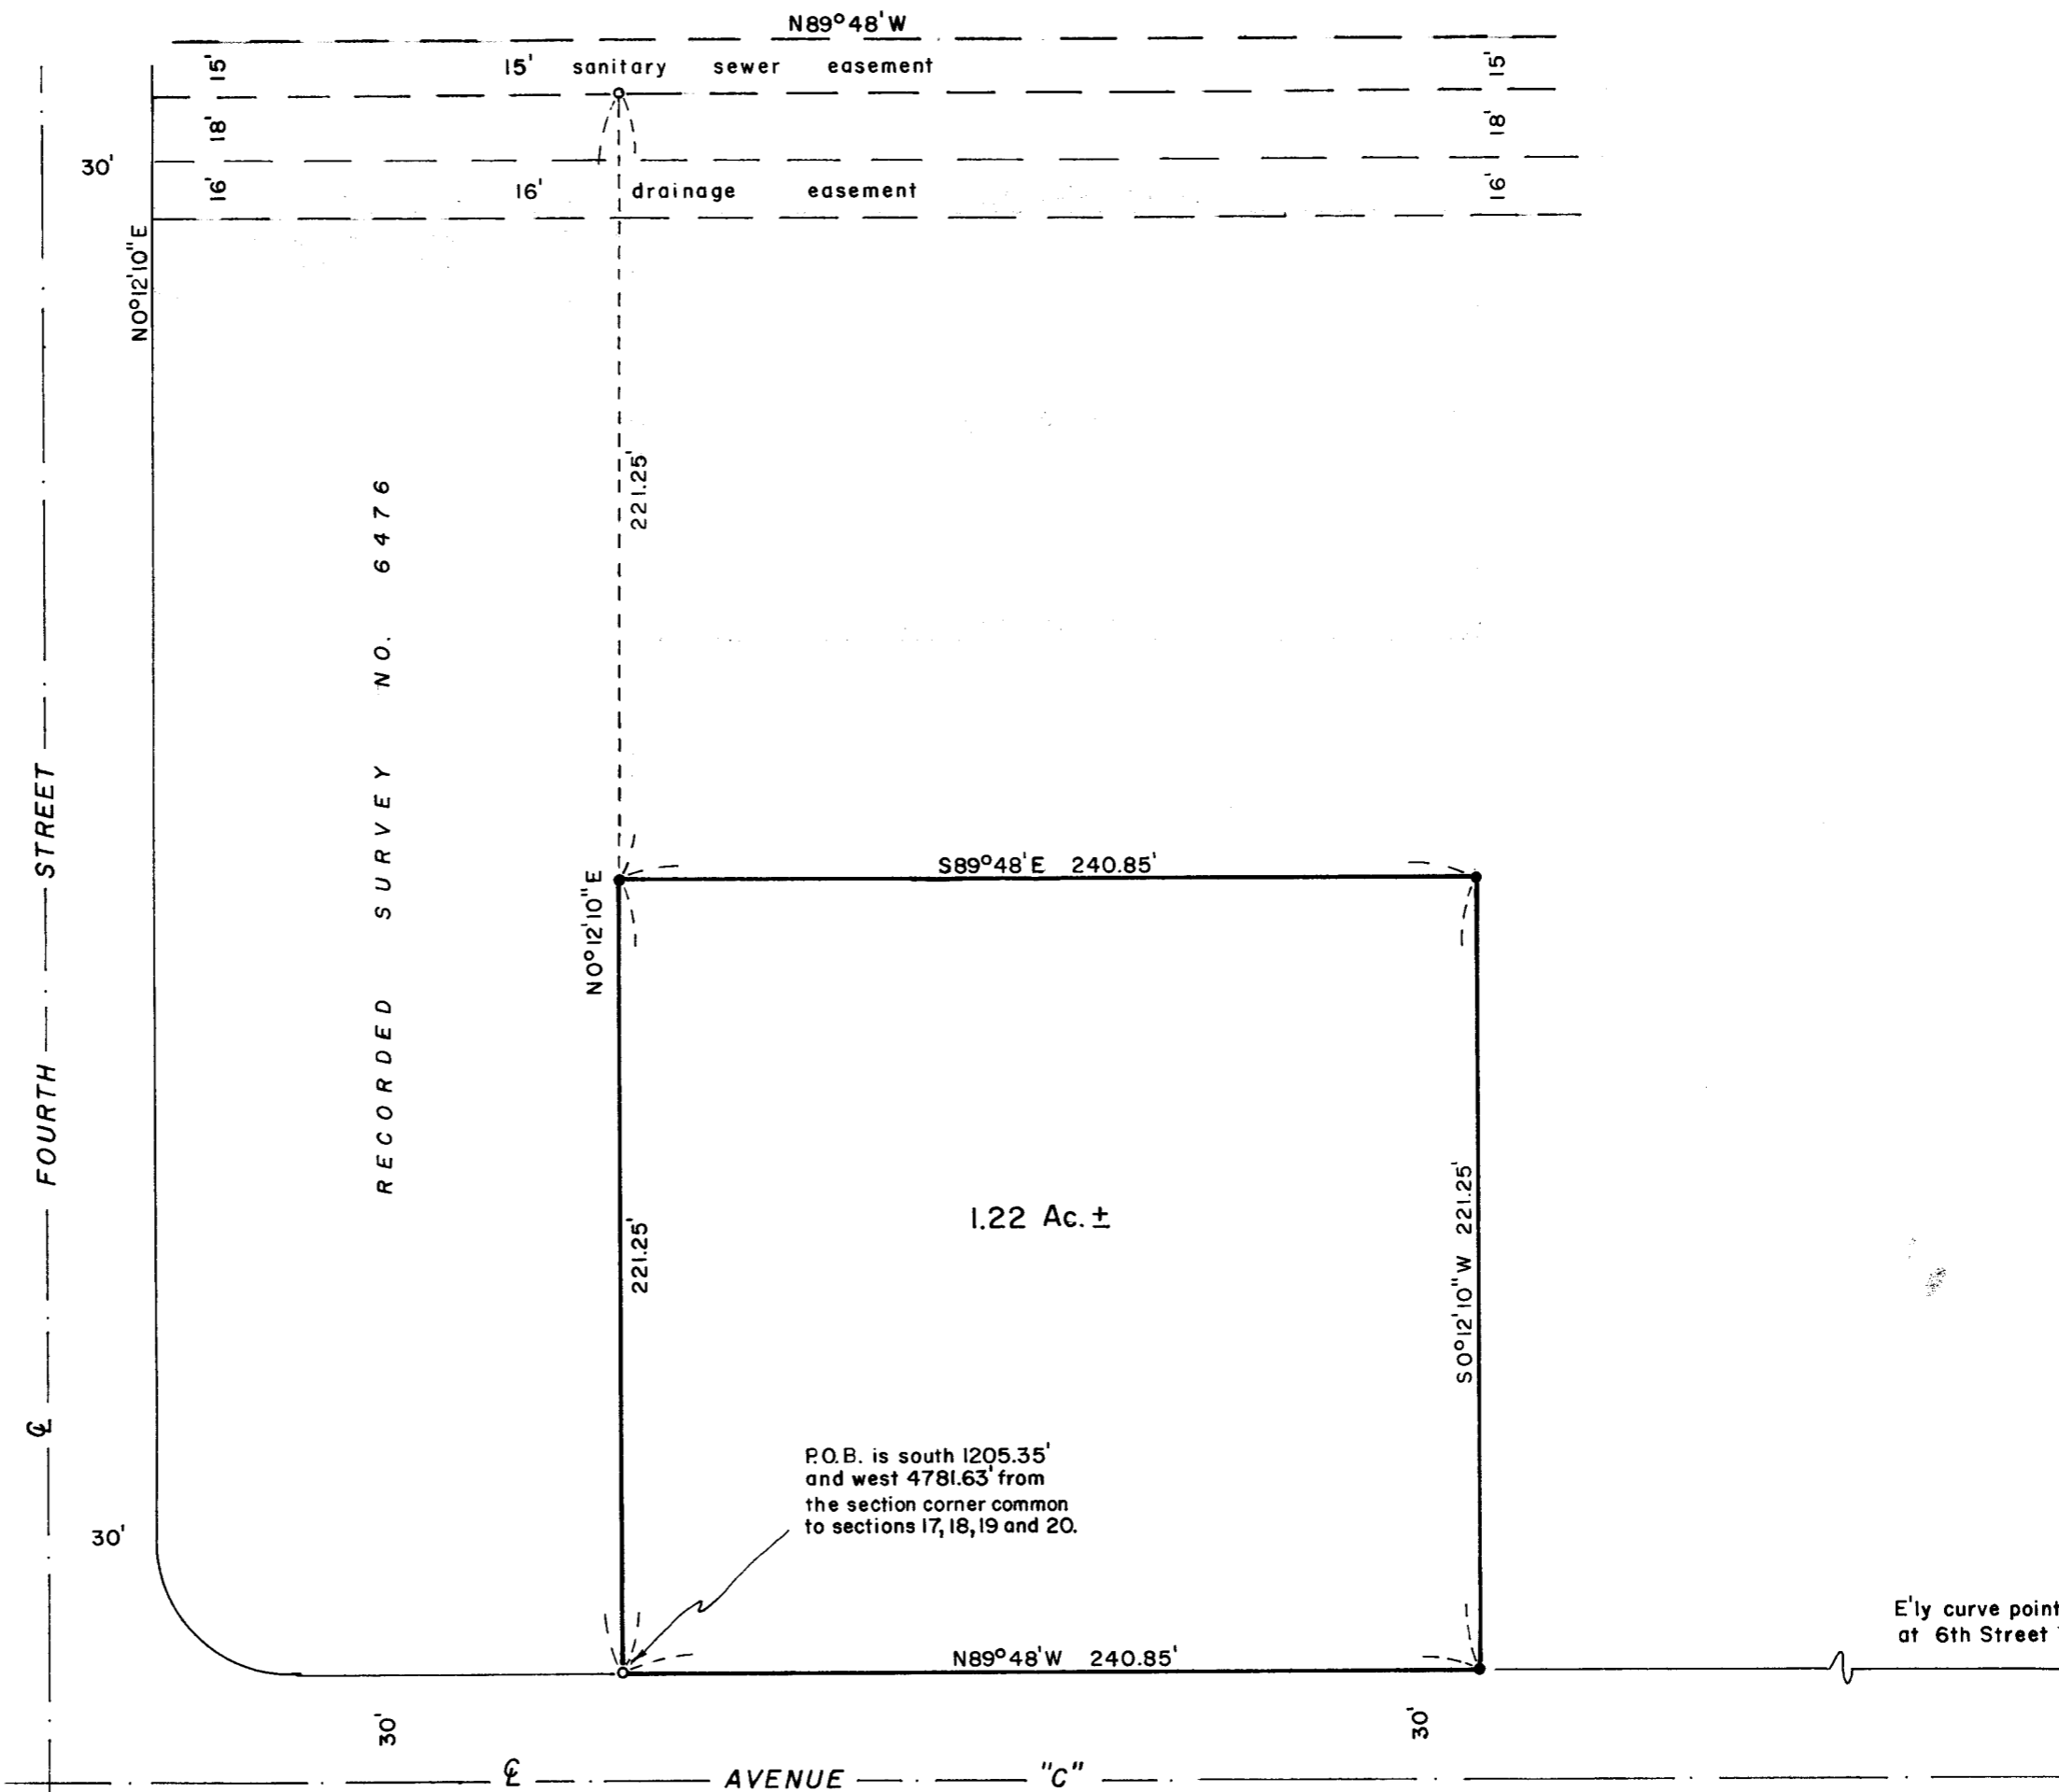 N89°48'W
15' 15' sanitary sewer easement 15'
18' 18'
30'
16' 16' drainage easement 16'
N0°12'10"E
221.25'
RECORDED SURVEY NO. 6476
FOURTH STREET
S89°48'E 240.85'
N0°12'10"E
1.22 Ac. ±
221.25'
S0°12'10"W 221.25'
℄
P.O.B. is south 1205.35'
and west 4781.63' from
the section corner common
to sections 17, 18, 19 and 20.
30'
E'ly curve point
at 6th Street
N89°48'W 240.85'
30' 30'
℄ AVENUE "C"